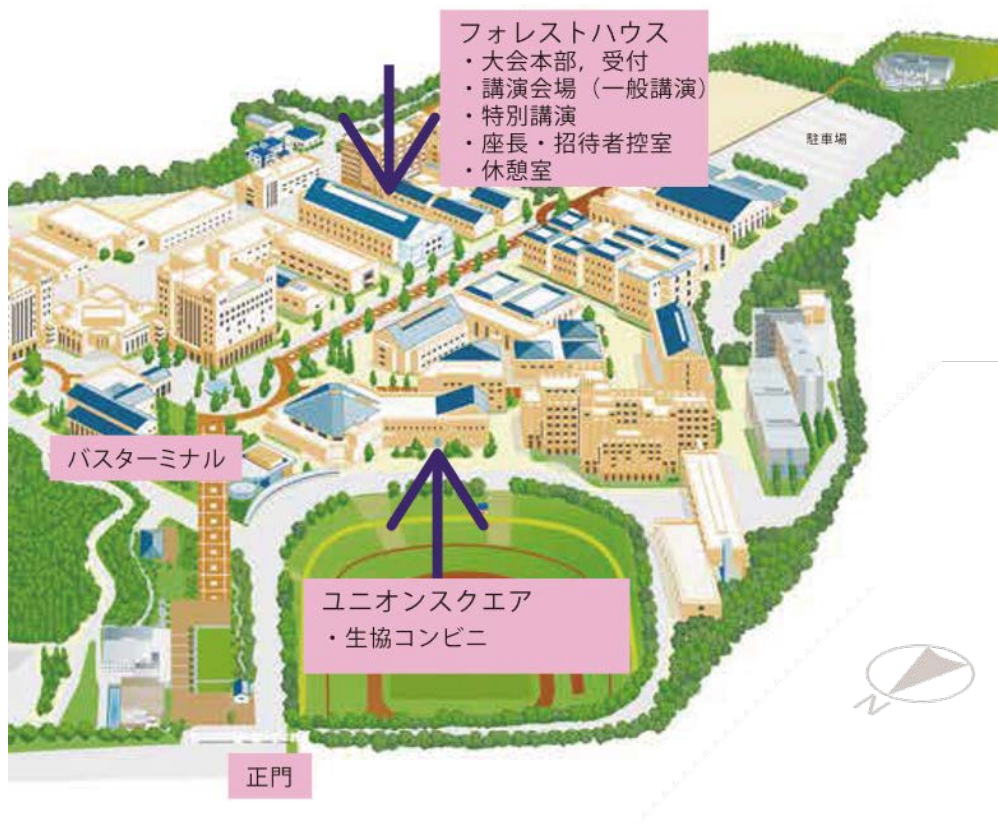 フォレストハウス
・大会本部，受付
・講演会場（一般講演）
・特別講演
・座長・招待者控室
・休憩室
駐車場
バスターミナル
ユニオンスクエア
・生協コンビニ
N
正門